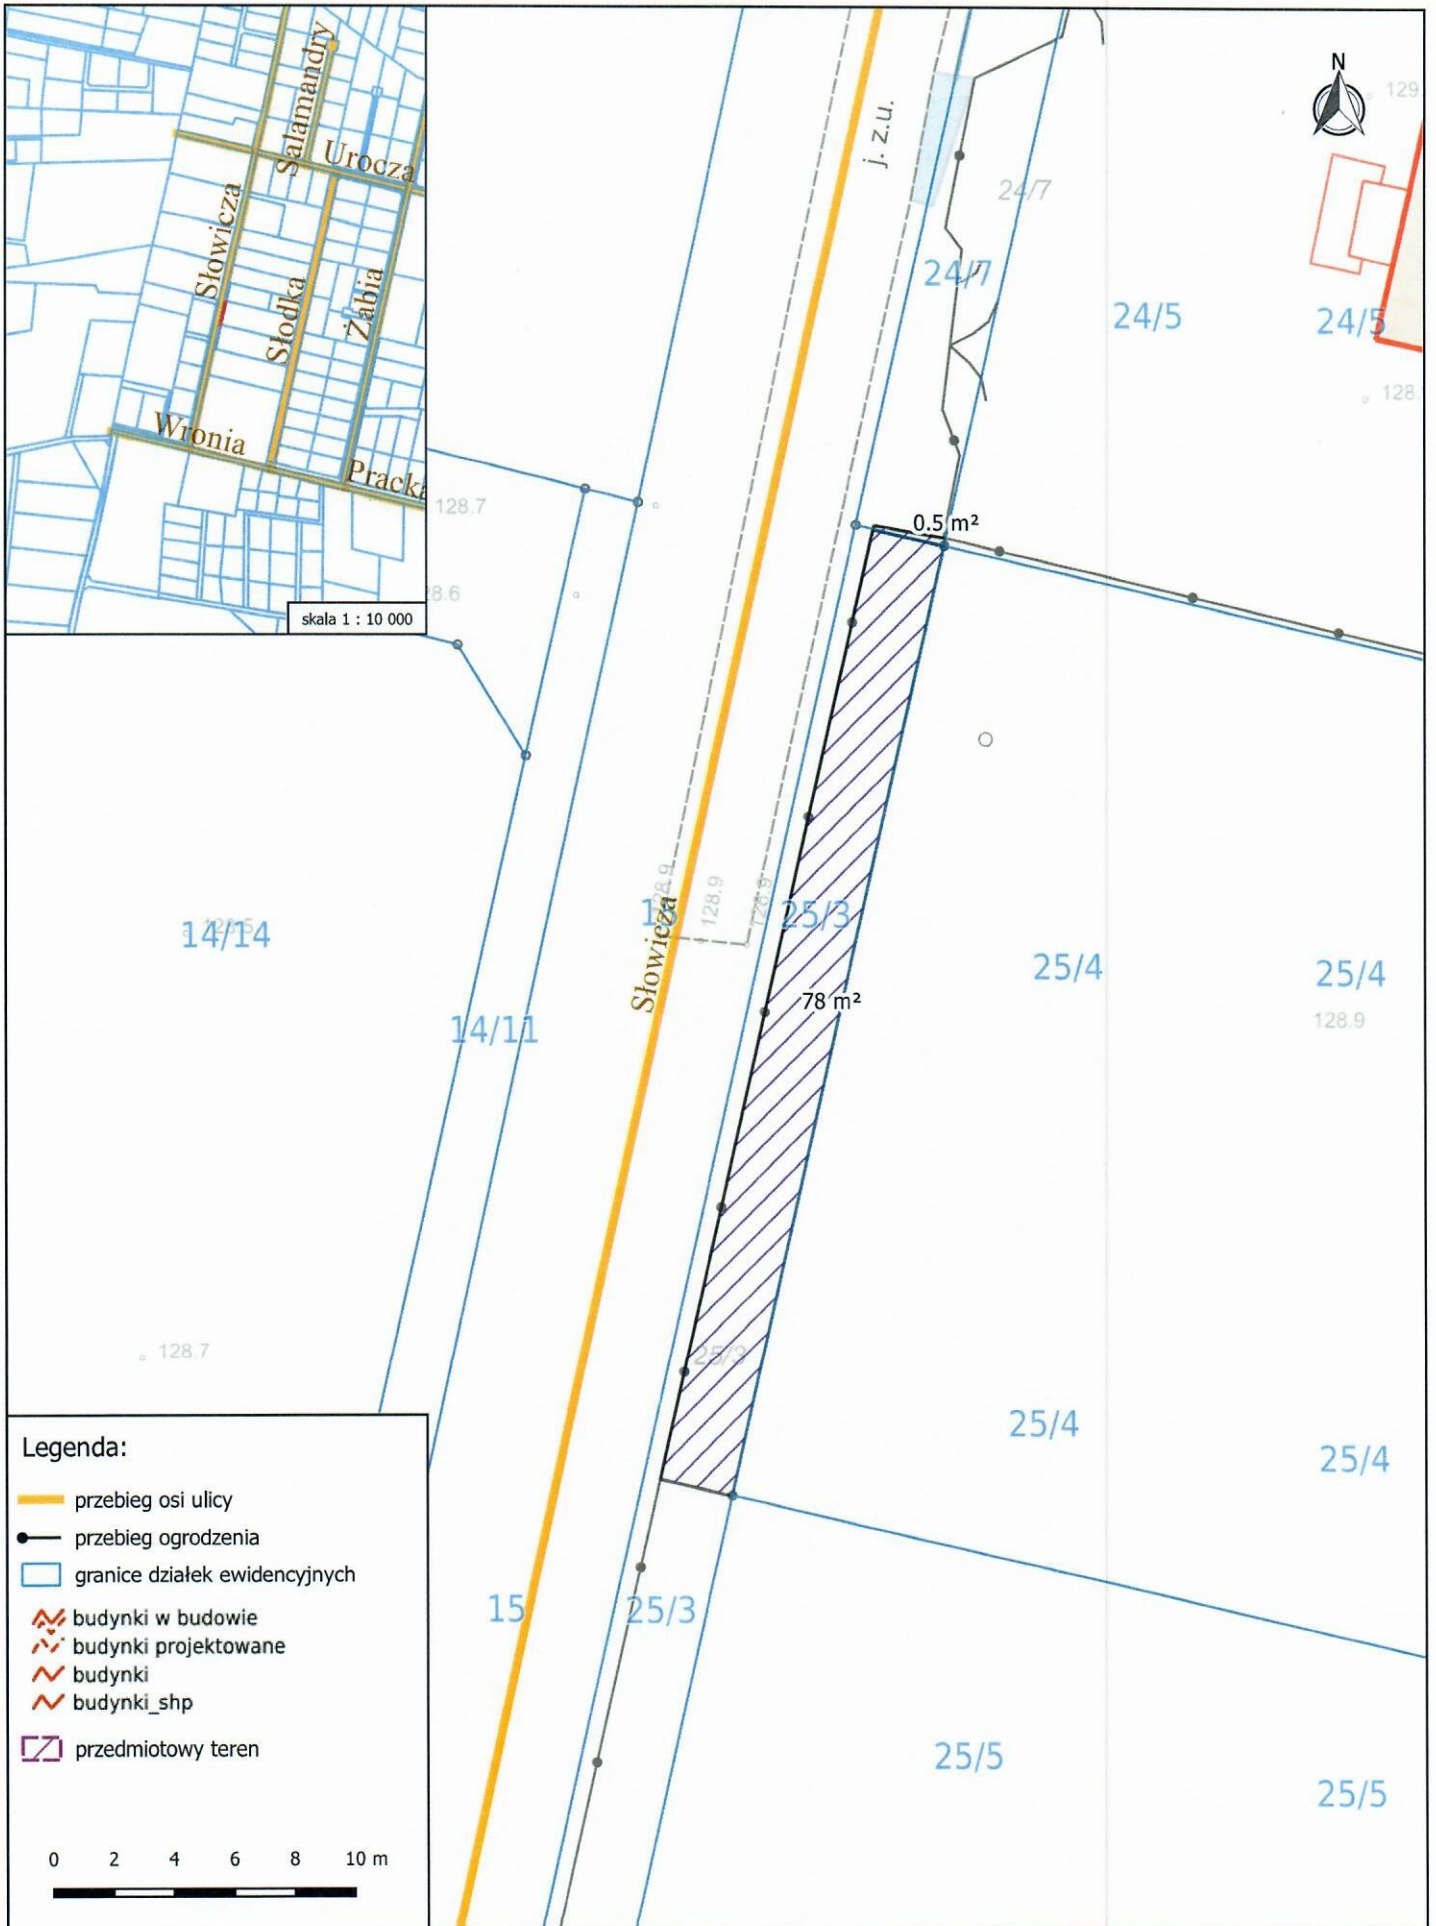 Salamandry
Urocza
Słowicza
Słodka
Żabia
Wronia
Pracka
skala 1 : 10 000
N
129.
j. z.u.
24/7
24/7
24/5
24/5
128.
128.7
28.6
0.5 m²
128.9
128.9
128.9
Słowicza
25/3
14/14
25/4
25/4
78 m²
128.9
14/11
128.7
25/3
25/4
25/4
15
25/3
25/5
25/5
Legenda:
przebieg osi ulicy
przebieg ogrodzenia
granice działek ewidencyjnych
budynki w budowie
budynki projektowane
budynki
budynki_shp
przedmiotowy teren
0 2 4 6 8 10 m